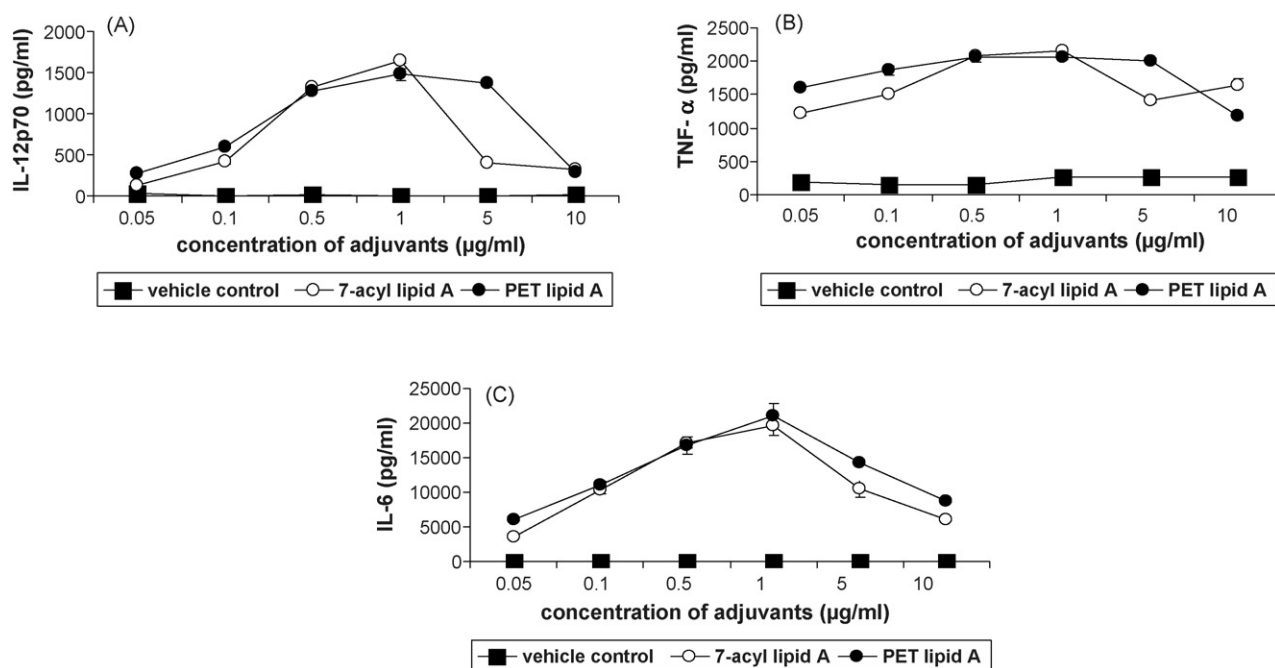 (A)
IL-12p70 (pg/ml)
2000
1500
1000
500
0
0.05 0.1 0.5 1 5 10
concentration of adjuvants (µg/ml)
vehicle control 7-acyl lipid A PET lipid A
(B)
TNF- α (pg/ml)
2500
2000
1500
1000
500
0
0.05 0.1 0.5 1 5 10
concentration of adjuvants (µg/ml)
vehicle control 7-acyl lipid A PET lipid A
(C)
IL-6 (pg/ml)
25000
20000
15000
10000
5000
0
0.05 0.1 0.5 1 5 10
concentration of adjuvants (µg/ml)
vehicle control 7-acyl lipid A PET lipid A